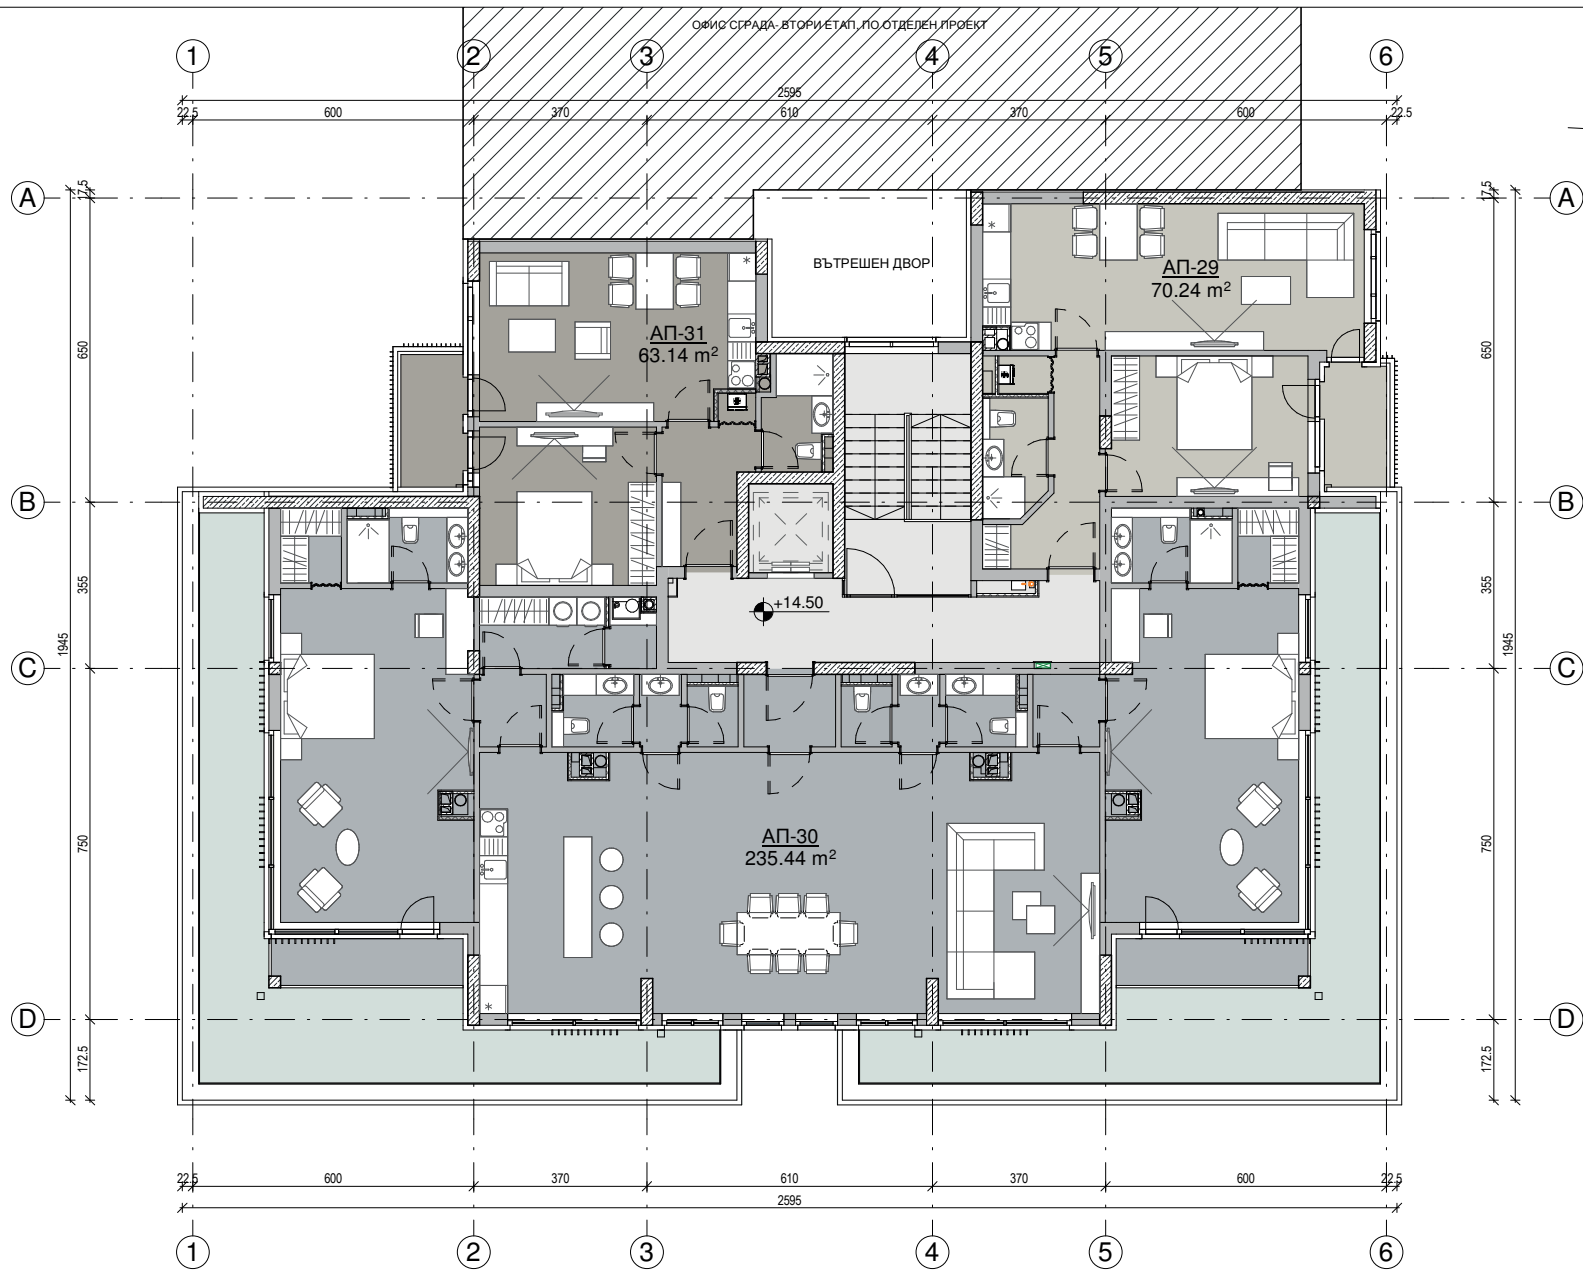 ОФИС СГРАДА- ВТОРИ ЕТАП, ПО ОТДЕЛЕН ПРОЕКТ
1 2 3 4 5 6
2595
22.5 600 370 610 370 600 22.5
A A
17.5 17.5
ВЪТРЕШЕН ДВОР
АП-29
70.24 m²
АП-31
63.14 m²
650 650
B B
355 355
+14.50
1945 1945
C C
АП-30
235.44 m²
750 750
D D
172.5 172.5
22.5 600 370 610 370 600 22.5
2595
1 2 3 4 5 6